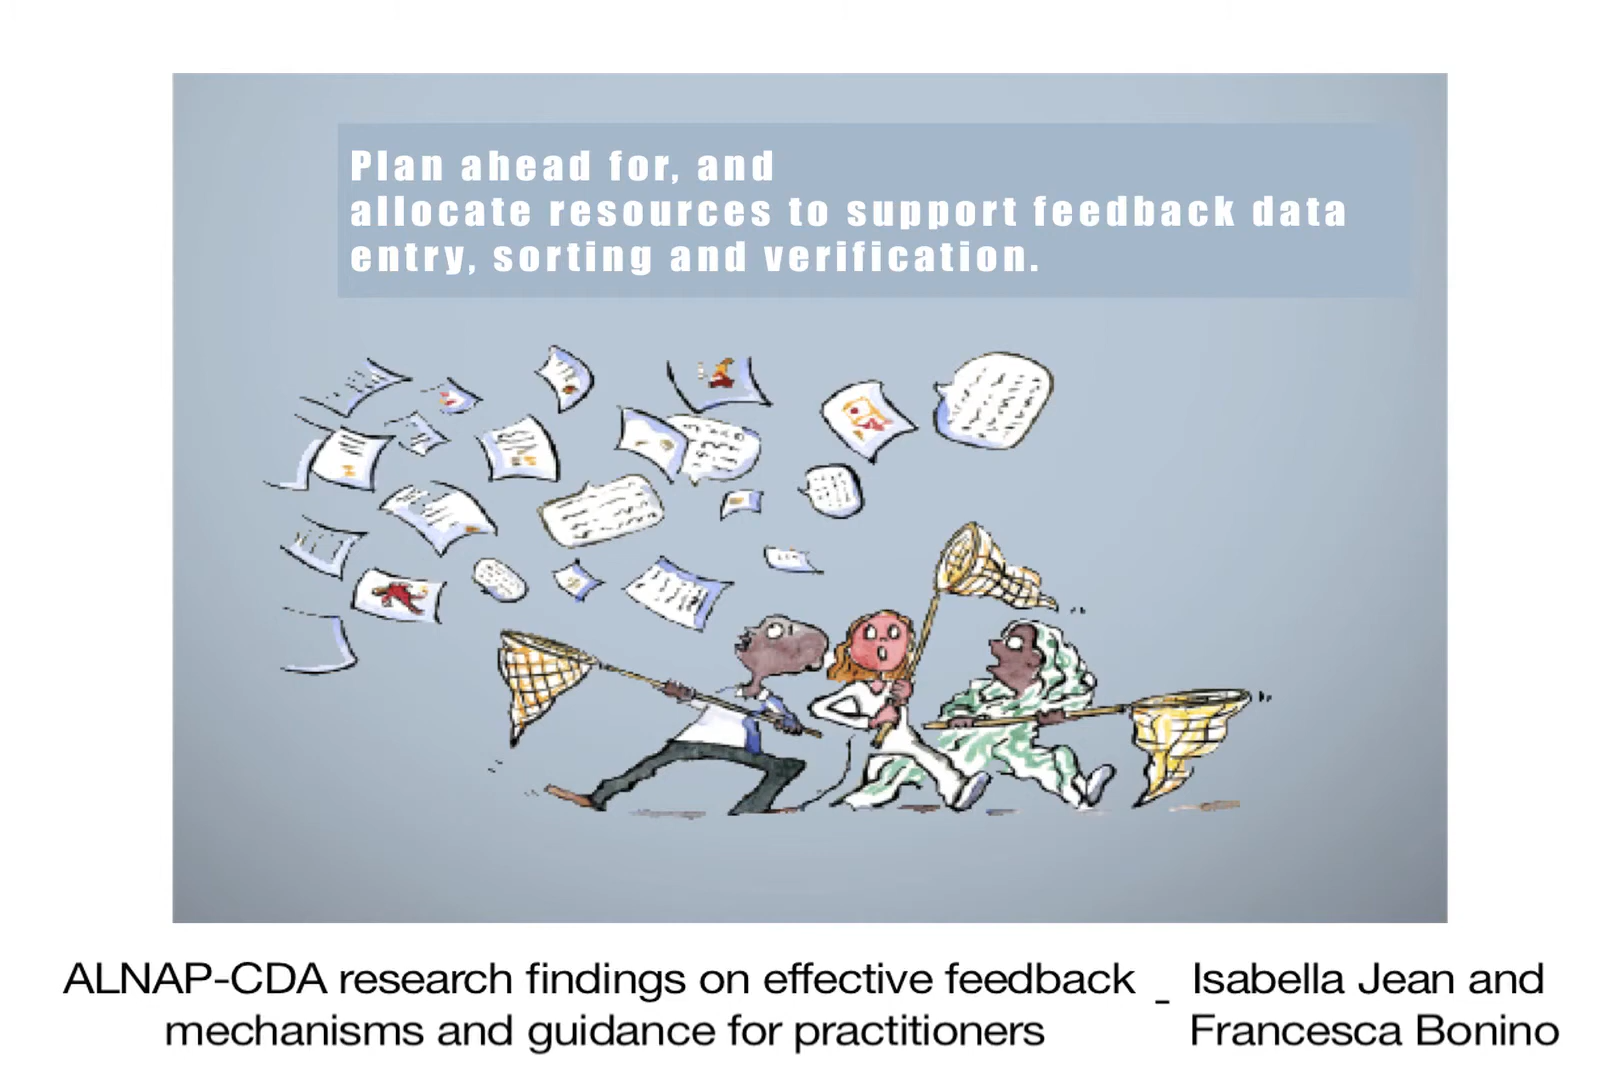 Plan ahead for, and
allocate resources to support feedback data
entry, sorting and verification.
ALNAP-CDA research findings on effective feedback
mechanisms and guidance for practitioners
-
Isabella Jean and
Francesca Bonino